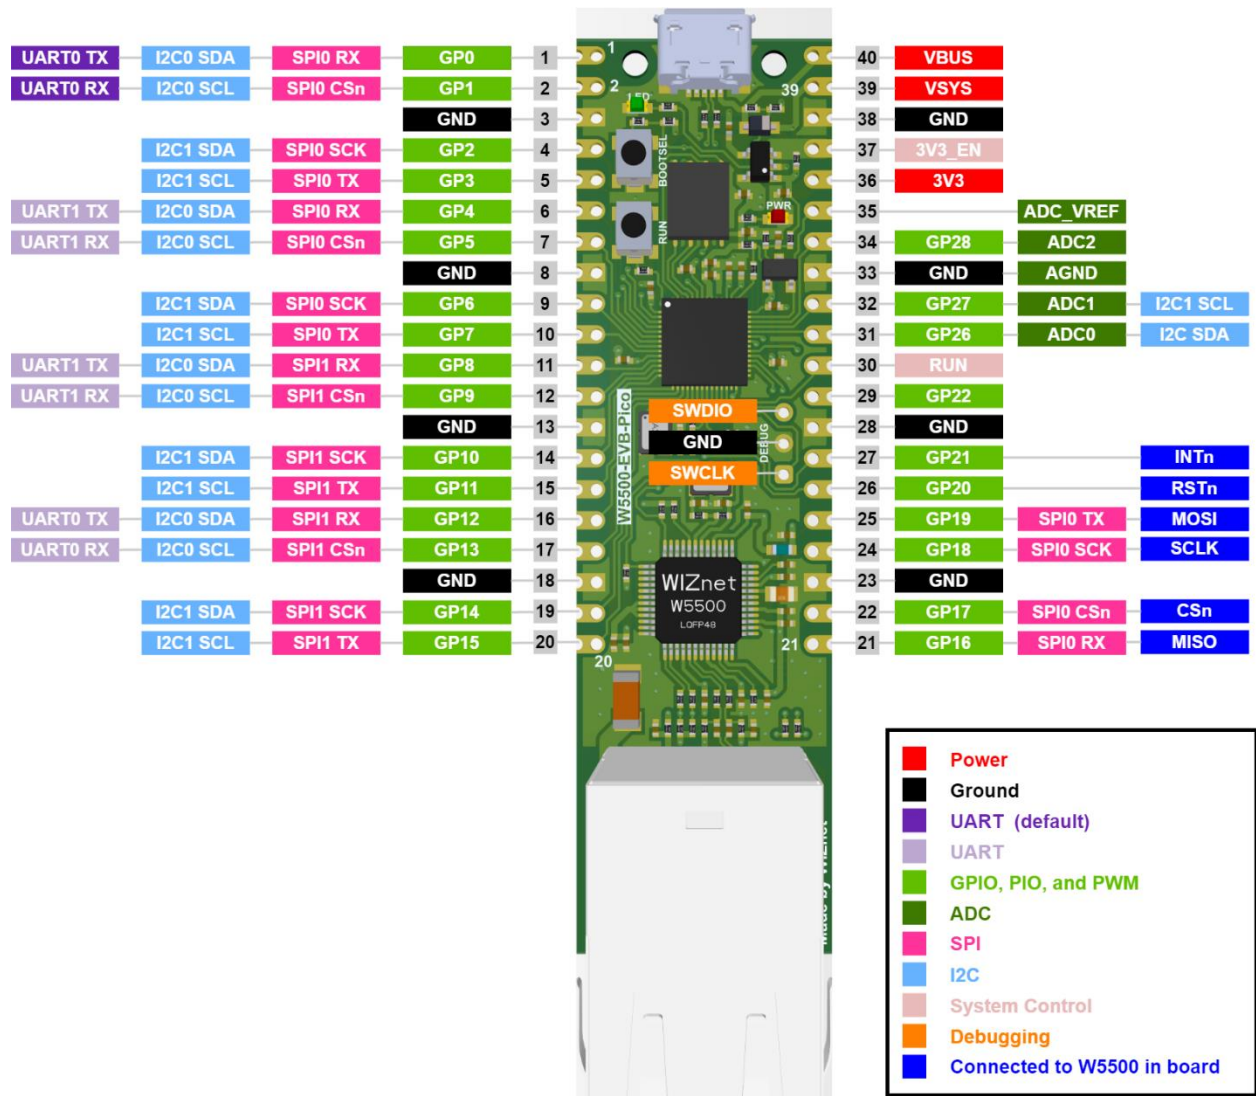 UART0 TX I2C0 SDA SPI0 RX GP0 1 1 40 VBUS
UART0 RX I2C0 SCL SPI0 CSn GP1 2 2 39 39 VSYS
LED
GND 3 38 GND
I2C1 SDA SPI0 SCK GP2 4 BOOTSEL 37 3V3_EN
I2C1 SCL SPI0 TX GP3 5 36 3V3
UART1 TX I2C0 SDA SPI0 RX GP4 6 PWR 35 ADC_VREF
UART1 RX I2C0 SCL SPI0 CSn GP5 7 RUN 34 GP28 ADC2
GND 8 33 GND AGND
I2C1 SDA SPI0 SCK GP6 9 32 GP27 ADC1 I2C1 SCL
I2C1 SCL SPI0 TX GP7 10 31 GP26 ADC0 I2C SDA
UART1 TX I2C0 SDA SPI1 RX GP8 11 30 RUN
UART1 RX I2C0 SCL SPI1 CSn GP9 12 29 GP22
SWDIO
GND 13 28 GND
GND DEBUG
W5500-EVB-Pico
I2C1 SDA SPI1 SCK GP10 14 27 GP21 INTn
SWCLK
I2C1 SCL SPI1 TX GP11 15 26 GP20 RSTn
UART0 TX I2C0 SDA SPI1 RX GP12 16 25 GP19 SPI0 TX MOSI
UART0 RX I2C0 SCL SPI1 CSn GP13 17 24 GP18 SPI0 SCK SCLK
GND 18 23 GND
WIZnet
W5500
LQFP48
I2C1 SDA SPI1 SCK GP14 19 22 GP17 SPI0 CSn CSn
I2C1 SCL SPI1 TX GP15 20 20 21 21 GP16 SPI0 RX MISO
Made by WIZnet
Power
Ground
UART (default)
UART
GPIO, PIO, and PWM
ADC
SPI
I2C
System Control
Debugging
Connected to W5500 in board